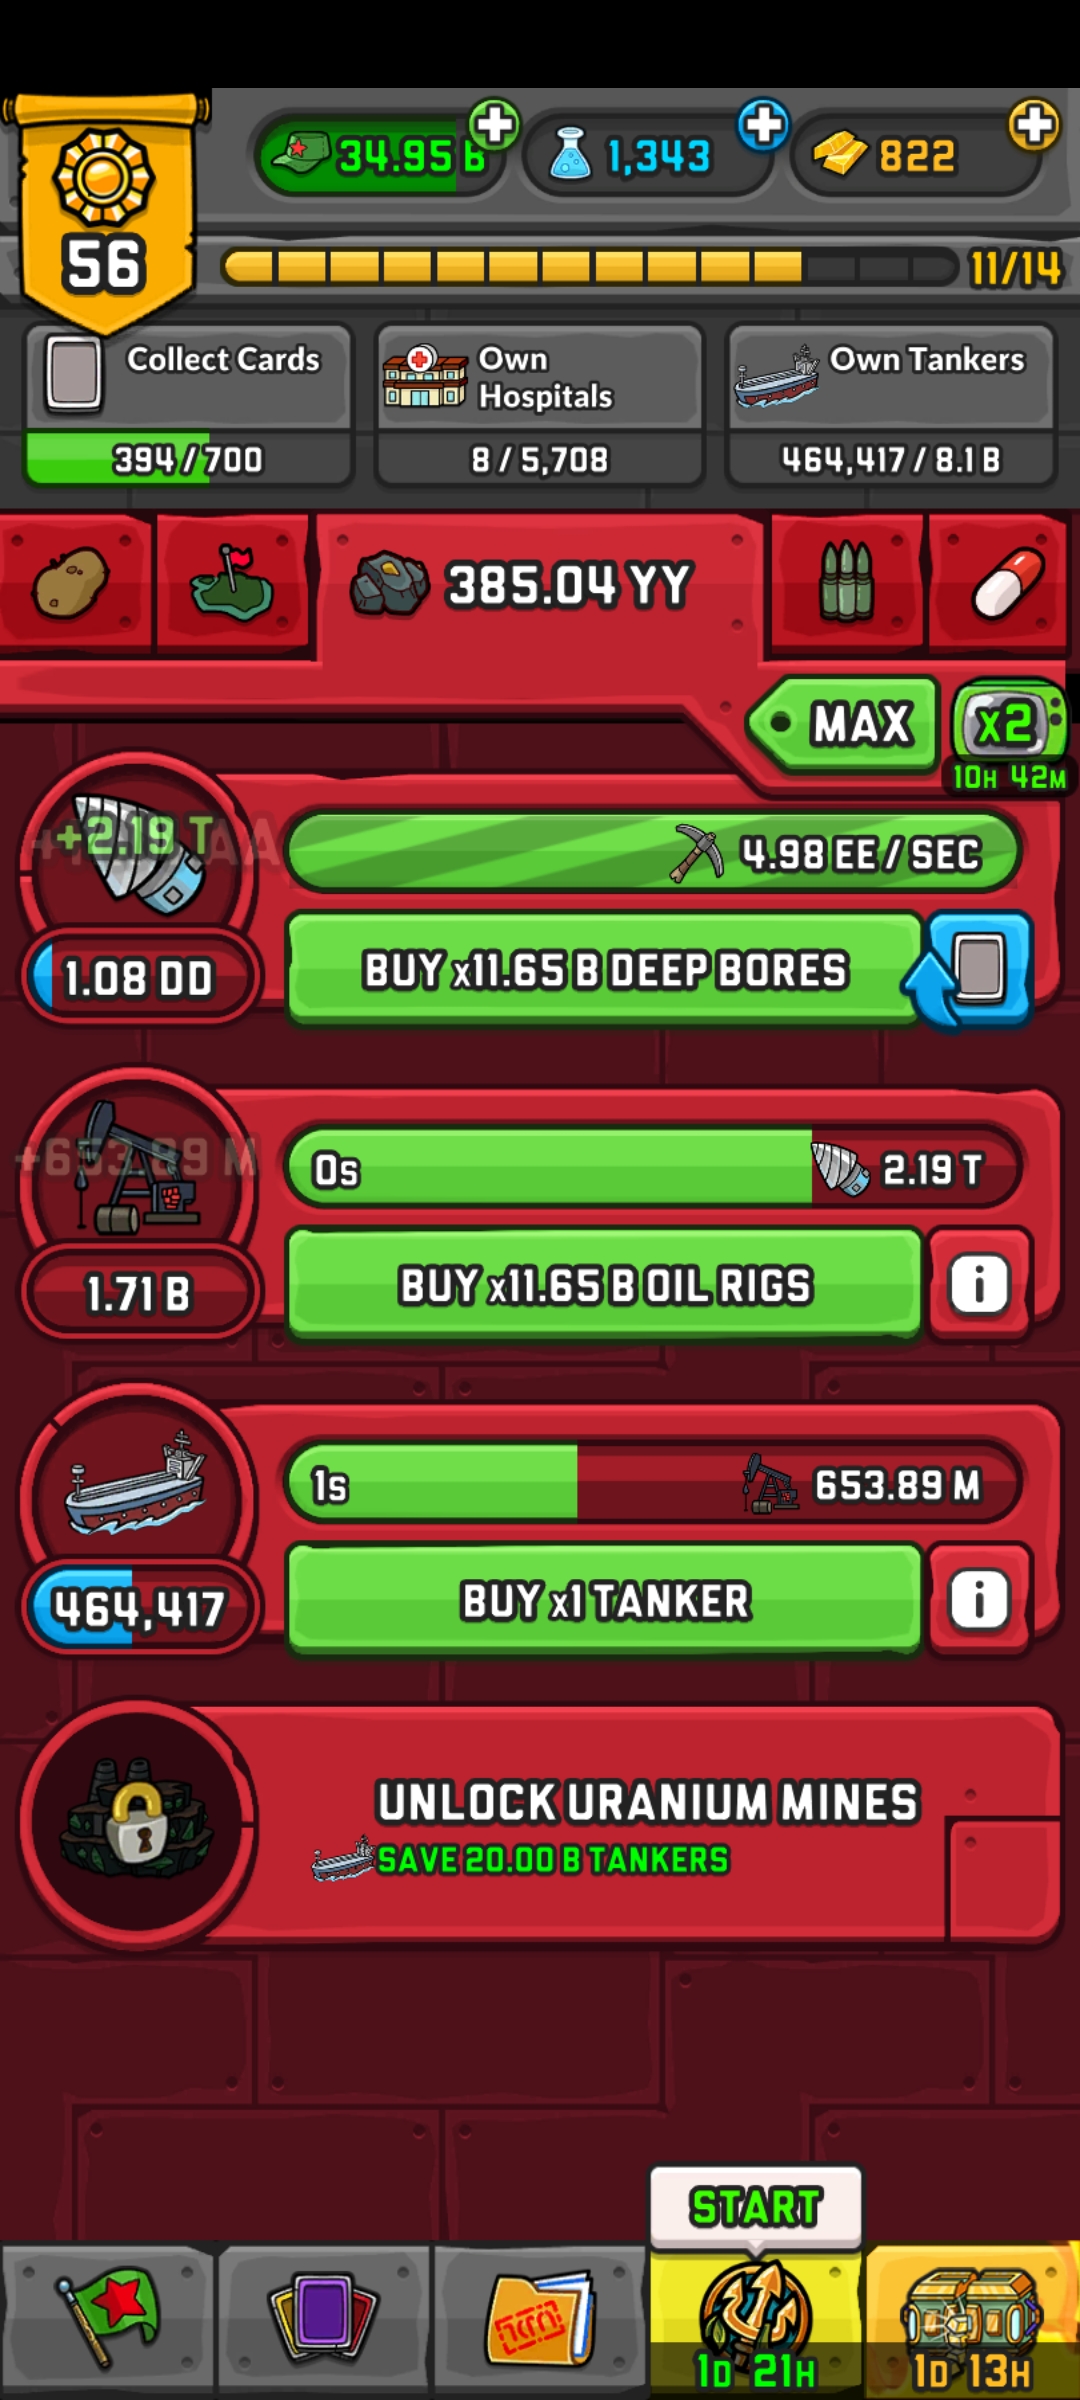 56
34.95 B
1,343
822
11/14
Collect Cards
394/700
Own
Hospitals
8/5,708
Own Tankers
464,417/8.1 B
385.04 YY
MAX
x2
10H 42M
+2.19 T
4.98 EE/SEC
1.08 DD
BUY x11.65 B DEEP BORES
+653.89 M
0s
2.19 T
1.71 B
BUY x11.65 B OIL RIGS
1s
653.89 M
464,417
BUY x1 TANKER
UNLOCK URANIUM MINES
SAVE 20.00 B TANKERS
START
1D 21H
1D 13H